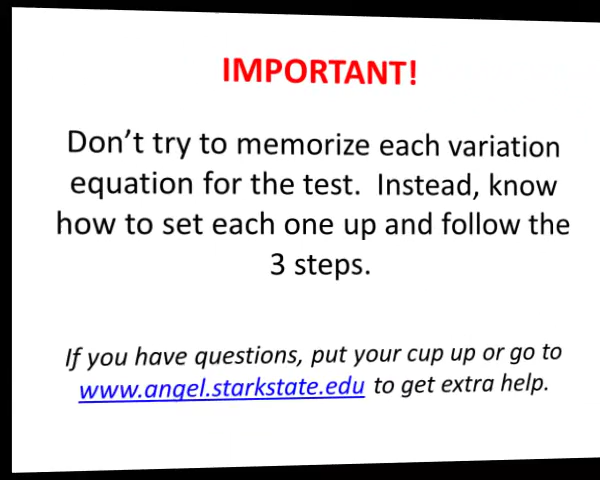 IMPORTANT!
Don't try to memorize each variation
equation for the test.  Instead, know
how to set each one up and follow the
3 steps.
If you have questions, put your cup up or go to
www.angel.starkstate.edu to get extra help.